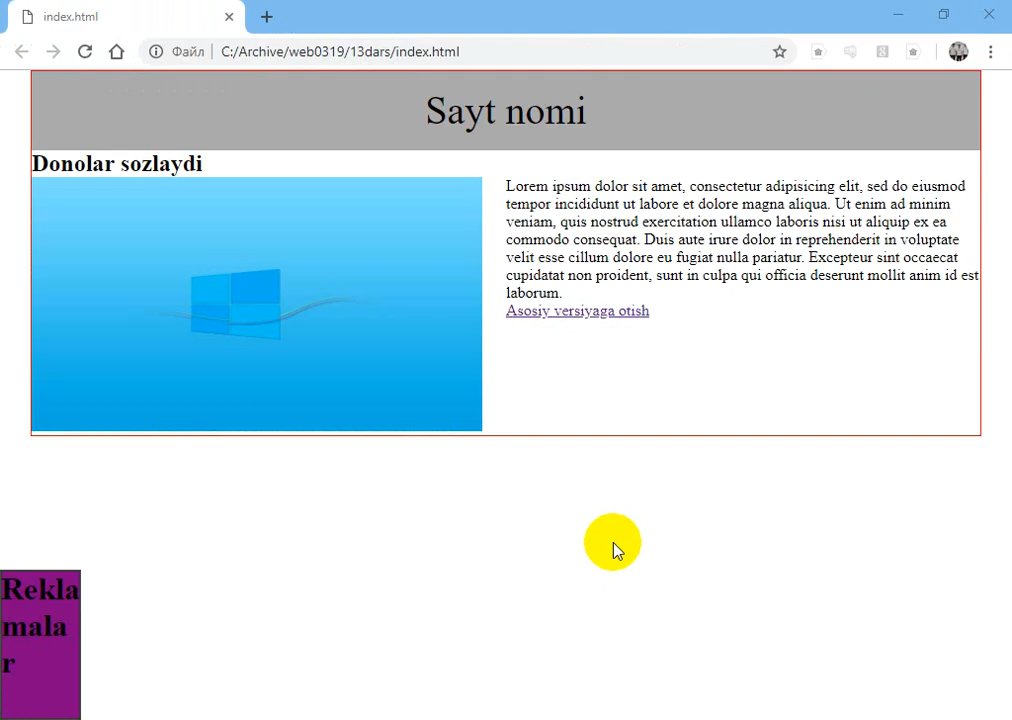 index.html
Файл | C:/Archive/web0319/13dars/index.html
Sayt nomi
Donolar sozlaydi
Lorem ipsum dolor sit amet, consectetur adipisicing elit, sed do eiusmod
tempor incididunt ut labore et dolore magna aliqua. Ut enim ad minim
veniam, quis nostrud exercitation ullamco laboris nisi ut aliquip ex ea
commodo consequat. Duis aute irure dolor in reprehenderit in voluptate
velit esse cillum dolore eu fugiat nulla pariatur. Excepteur sint occaecat
cupidatat non proident, sunt in culpa qui officia deserunt mollit anim id est
laborum.
Asosiy versiyaga otish
Rekla
mala
r